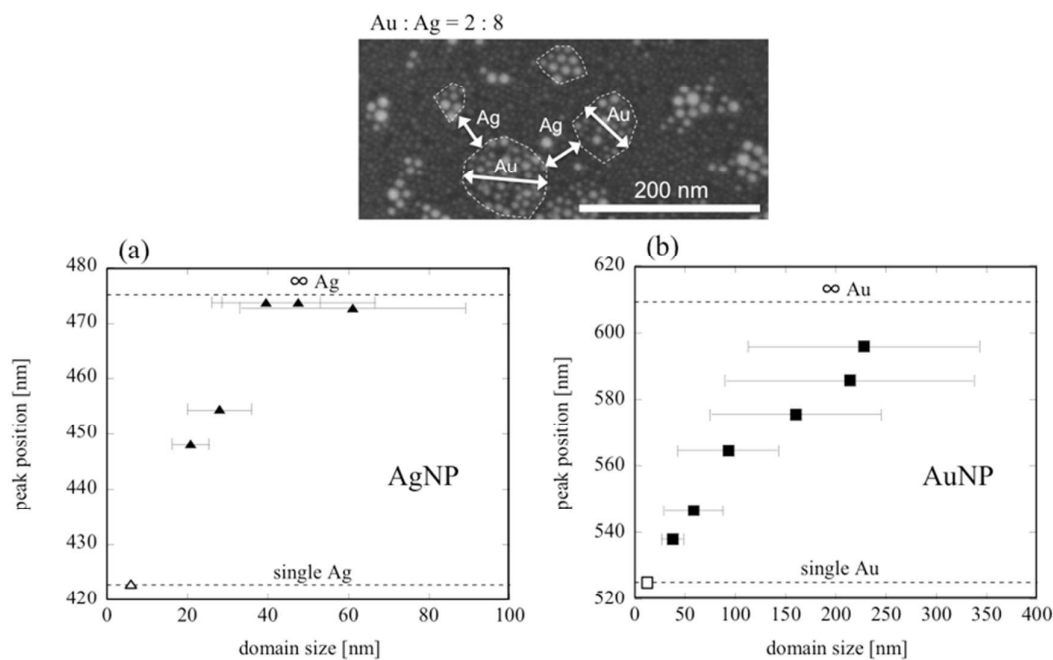 Au : Ag = 2 : 8
Ag
Ag
Au
Au
200 nm
(a)
480
470
460
450
440
430
420
0
20
40
60
80
100
∞ Ag
AgNP
single Ag
peak position [nm]
domain size [nm]
(b)
620
600
580
560
540
520
0
50
100
150
200
250
300
350
400
∞ Au
AuNP
single Au
peak position [nm]
domain size [nm]